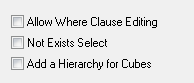 Allow Where Clause Editing
Not Exists Select
Add a Hierarchy for Cubes